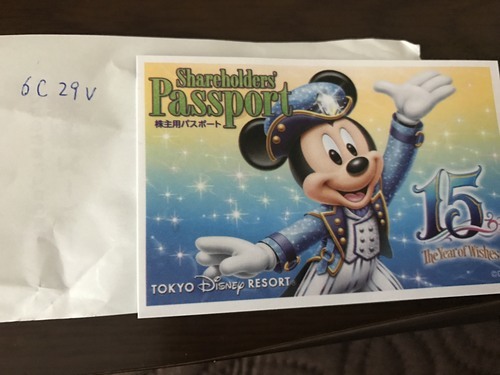 6C 29V
Shareholders'
Passport
株主用パスポート
15
The Year of Wishes
TOKYO Disney RESORT